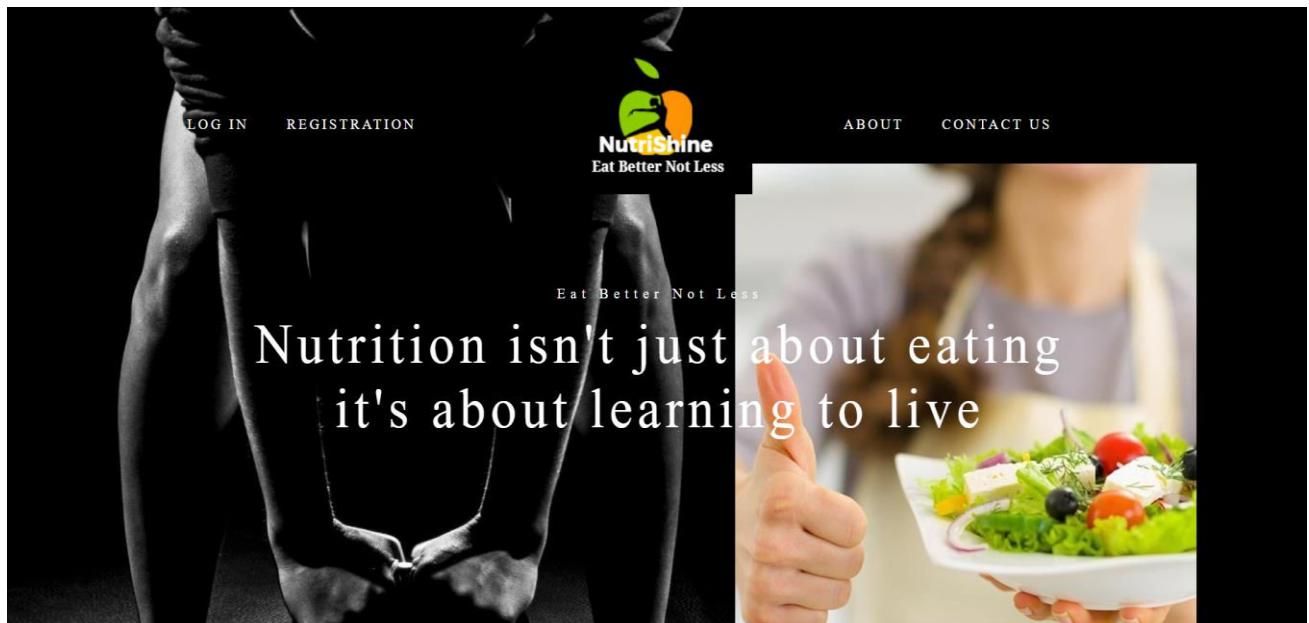 LOG IN
REGISTRATION
NutriShine
Eat Better Not Less
ABOUT
CONTACT US
Eat Better Not Less
Nutrition isn't just about eating
it's about learning to live